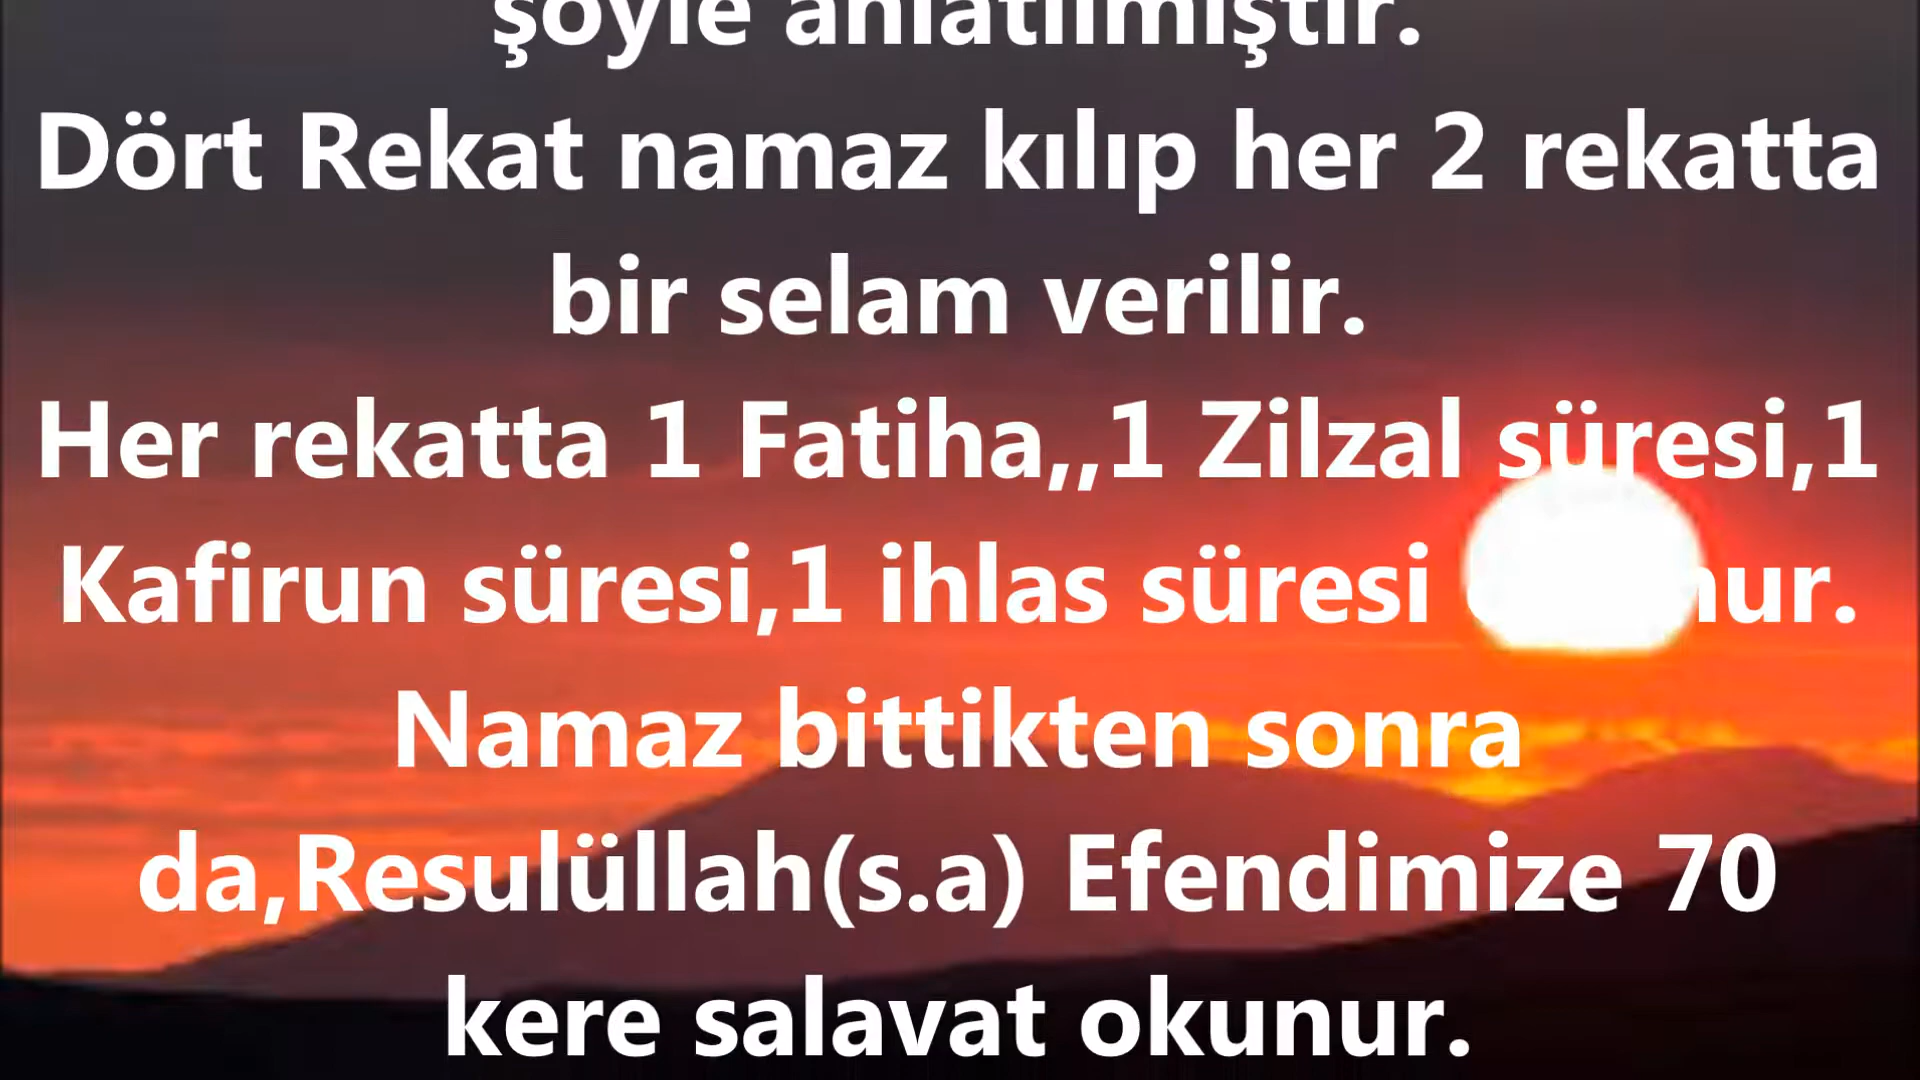 şöyle anlatılmıştır.
Dört Rekat namaz kılıp her 2 rekatta
bir selam verilir.
Her rekatta 1 Fatiha,,1 Zilzal süresi,1
Kafirun süresi,1 ihlas süresi
Namaz bittikten sonra
da,Resulüllah(s.a) Efendimize 70
kere salavat okunur.